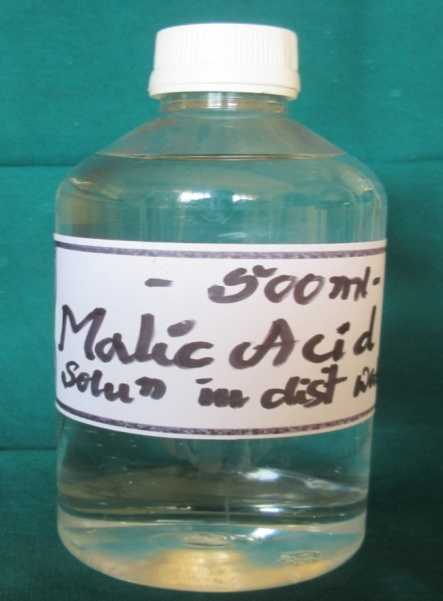 - 500ml-
Malic Acid
Soluⁿ in dist